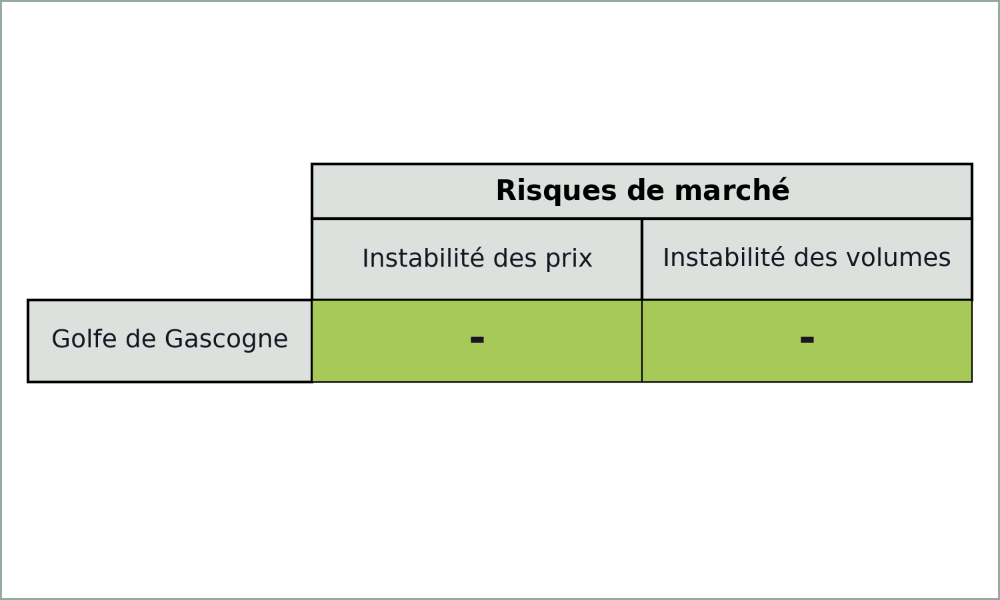 Risques de marché
Instabilité des prix
Instabilité des volumes
Golfe de Gascogne
-
-